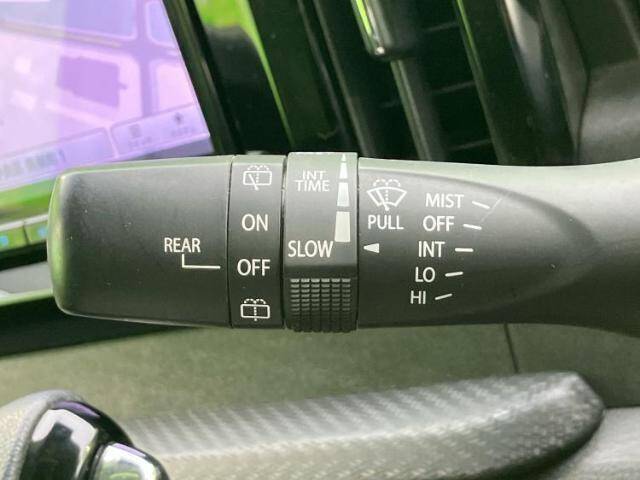 REAR
ON
OFF
INT
TIME
SLOW
PULL
MIST
OFF
INT
LO
HI